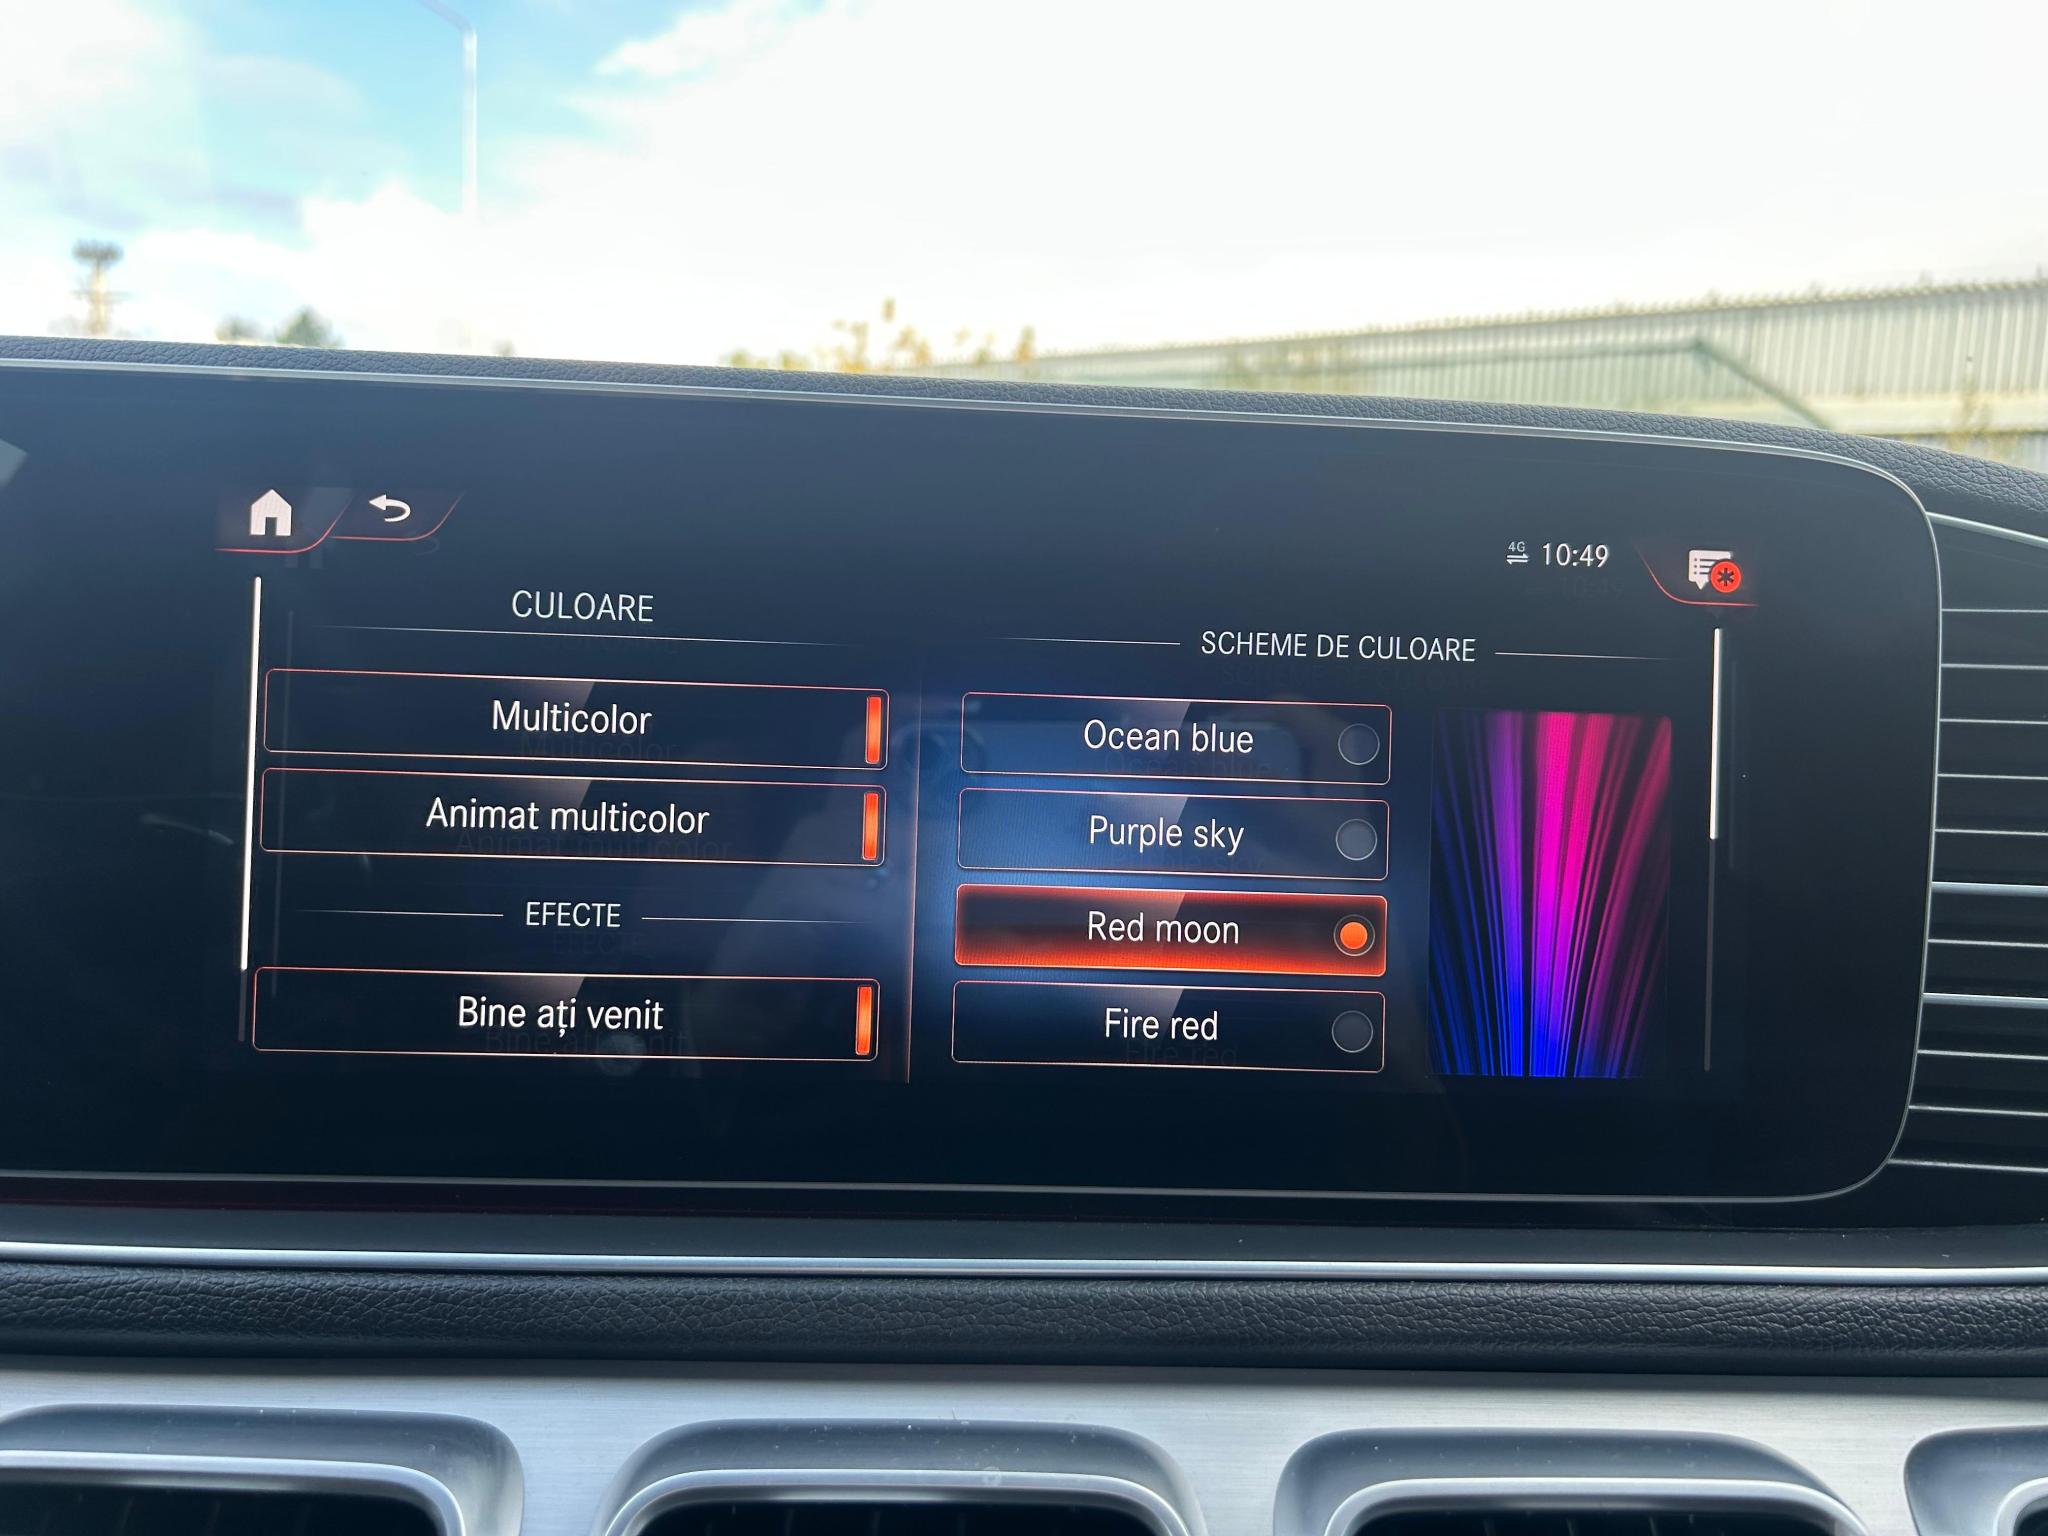 4G 10:49
CULOARE
Multicolor
Animat multicolor
EFECTE
Bine ați venit
SCHEME DE CULOARE
Ocean blue
Purple sky
Red moon
Fire red